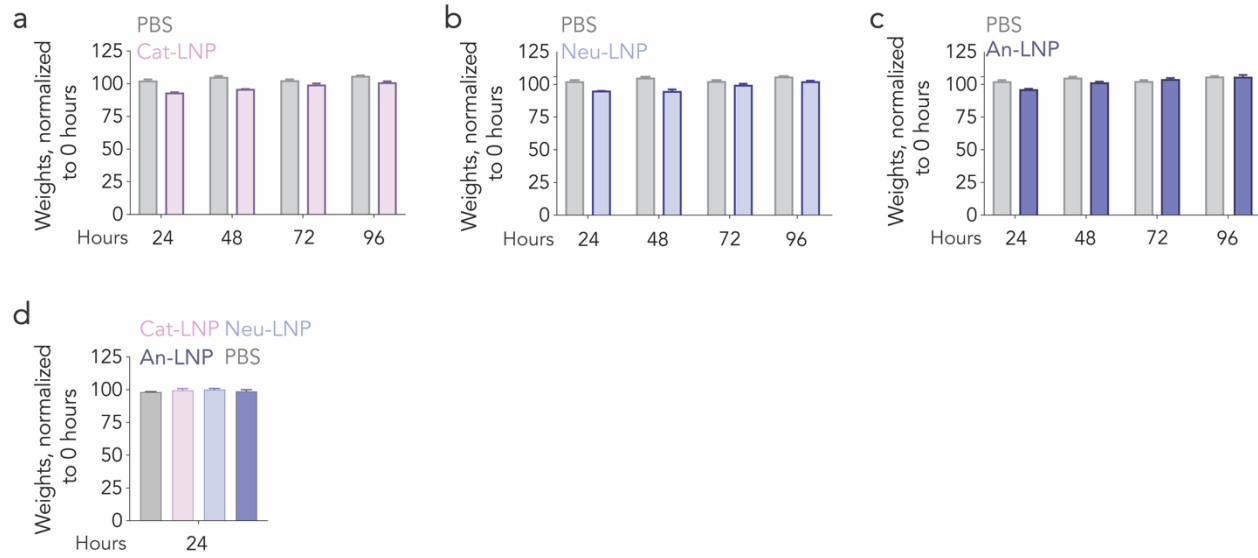 a
PBS
Cat-LNP
Weights, normalized
to 0 hours
125
100
75
50
25
0
Hours 24 48 72 96
b
PBS
Neu-LNP
Weights, normalized
to 0 hours
125
100
75
50
25
0
Hours 24 48 72 96
c
PBS
An-LNP
Weights, normalized
to 0 hours
125
100
75
50
25
0
Hours 24 48 72 96
d
Cat-LNP Neu-LNP
An-LNP PBS
Weights, normalized
to 0 hours
125
100
75
50
25
0
Hours 24